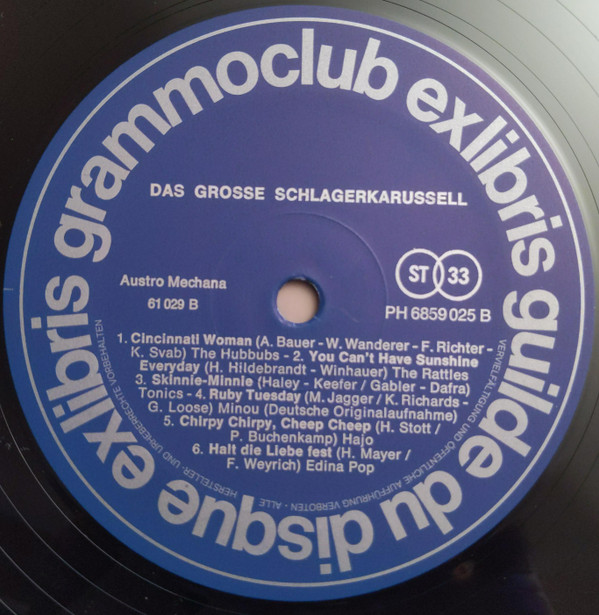 exlibris grammoclub exlibris guilde du disque
DAS GROSSE SCHLAGERKARUSSELL
Austro Mechana
61 029 B
ST 33
PH 6859 025 B
1. Cincinnati Woman (A. Bauer - W. Wanderer - F. Richter -
K. Svab) The Hubbubs - 2. You Can't Have Sunshine
Everyday (H. Hildebrandt - Winhauer) The Rattles
3. Skinnie-Minnie (Haley - Keefer / Gabler - Dafra)
Tonics - 4. Ruby Tuesday (M. Jagger / K. Richards -
G. Loose) Minou (Deutsche Originalaufnahme)
5. Chirpy Chirpy, Cheep Cheep (H. Stott /
P. Buchenkamp) Hajo
6. Halt die Liebe fest (H. Mayer /
F. Weyrich) Edina Pop
VERVIELFÄLTIGUNG UND ÖFFENTLICHE AUFFÜHRUNG VERBOTEN - ALLE HERSTELLER- UND URHEBERRECHTE VORBEHALTEN